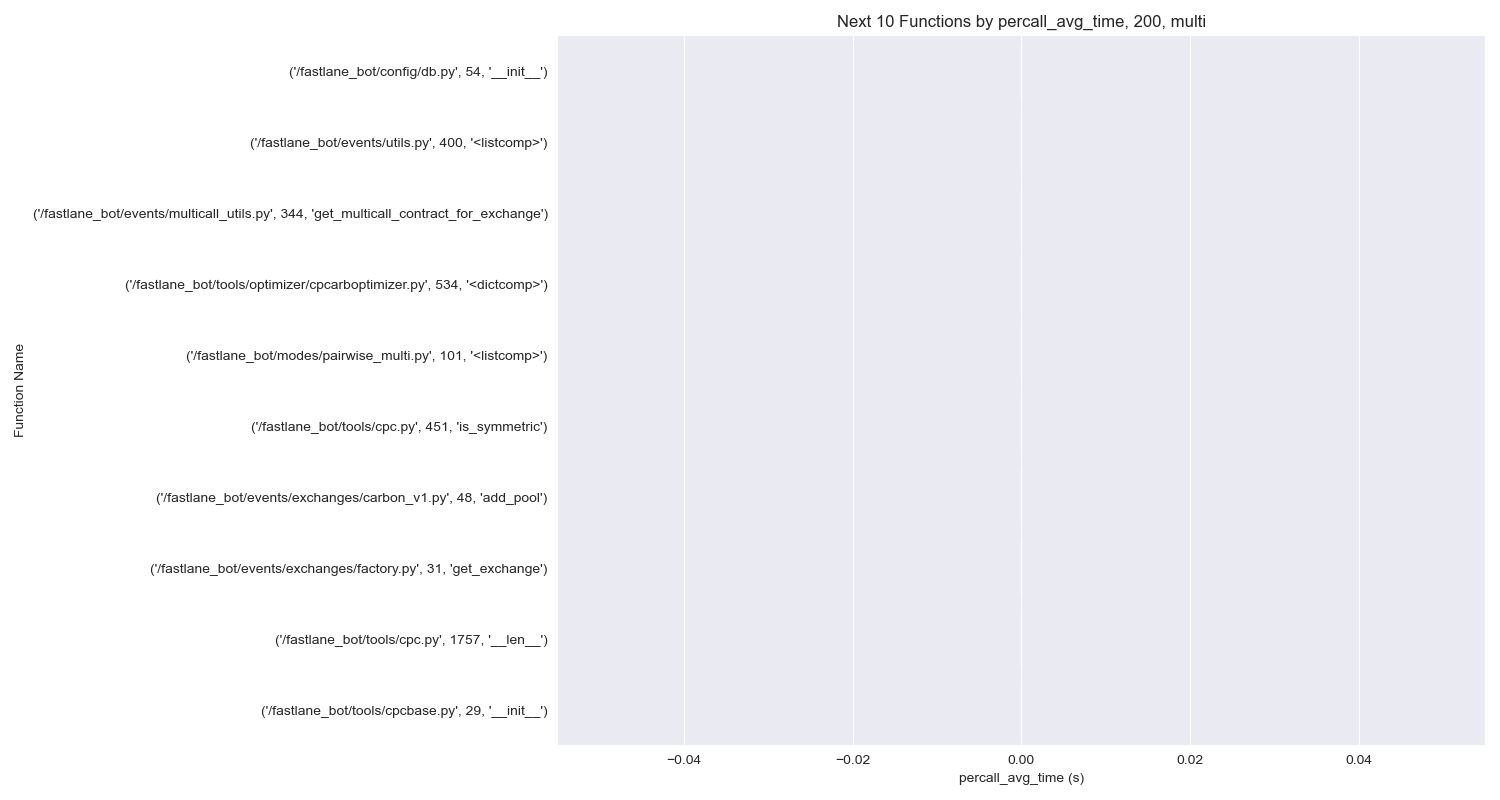 Next 10 Functions by percall_avg_time, 200, multi
('/fastlane_bot/config/db.py', 54, '__init__')
('/fastlane_bot/events/utils.py', 400, '<listcomp>')
('/fastlane_bot/events/multicall_utils.py', 344, 'get_multicall_contract_for_exchange')
('/fastlane_bot/tools/optimizer/cpcarboptimizer.py', 534, '<dictcomp>')
('/fastlane_bot/modes/pairwise_multi.py', 101, '<listcomp>')
('/fastlane_bot/tools/cpc.py', 451, 'is_symmetric')
('/fastlane_bot/events/exchanges/carbon_v1.py', 48, 'add_pool')
('/fastlane_bot/events/exchanges/factory.py', 31, 'get_exchange')
('/fastlane_bot/tools/cpc.py', 1757, '__len__')
('/fastlane_bot/tools/cpcbase.py', 29, '__init__')
Function Name
−0.04 −0.02 0.00 0.02 0.04
percall_avg_time (s)